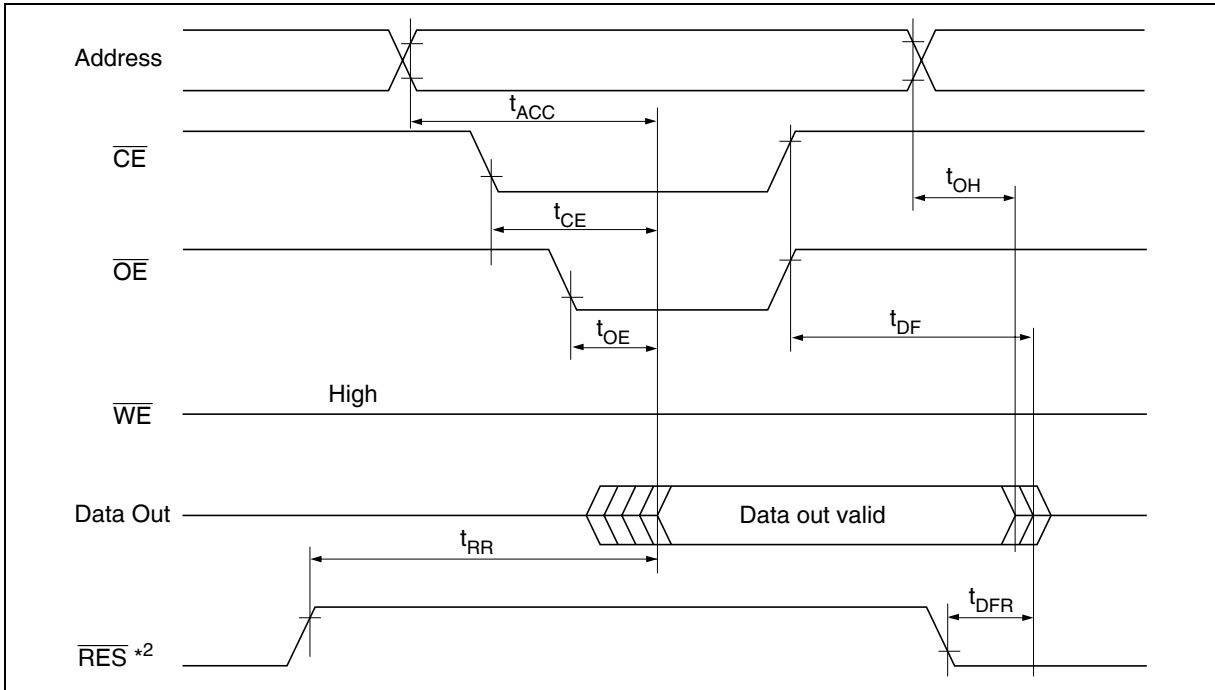 Address
tACC
CE
tOH
tCE
OE
tDF
tOE
High
WE
Data Out
Data out valid
tRR
tDFR
RES *2